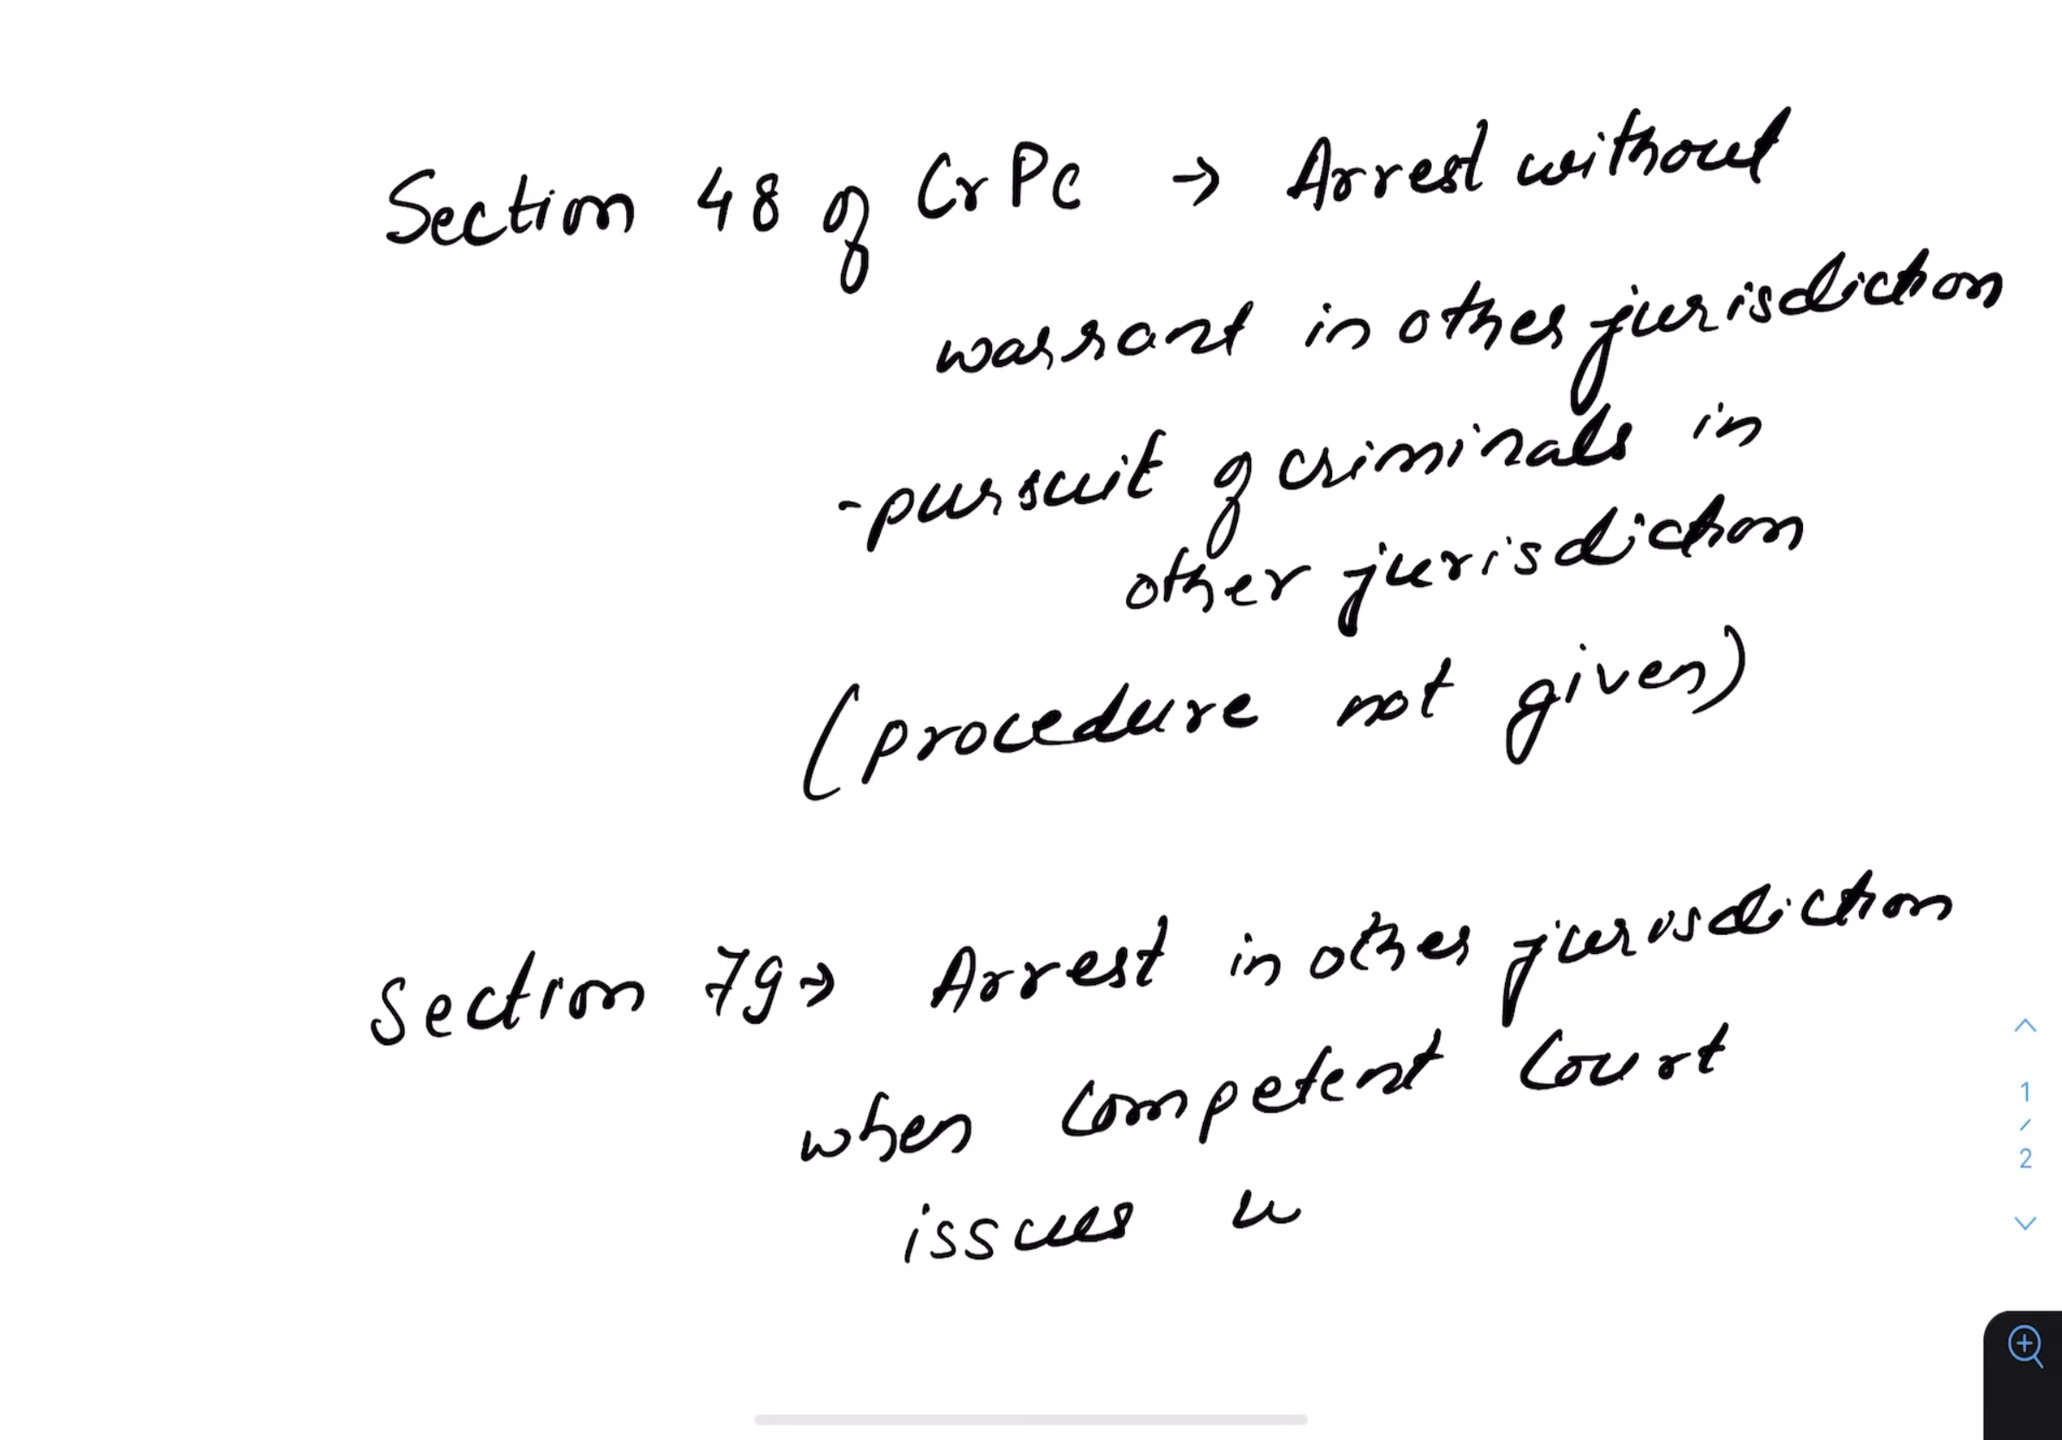 Section 48 of CrPC → Arrest without
warrant in other jurisdiction
- pursuit of criminals in
other jurisdiction
(procedure not given)
Section 79 → Arrest in other jurisdiction
when competent Court
issues
1
/
2